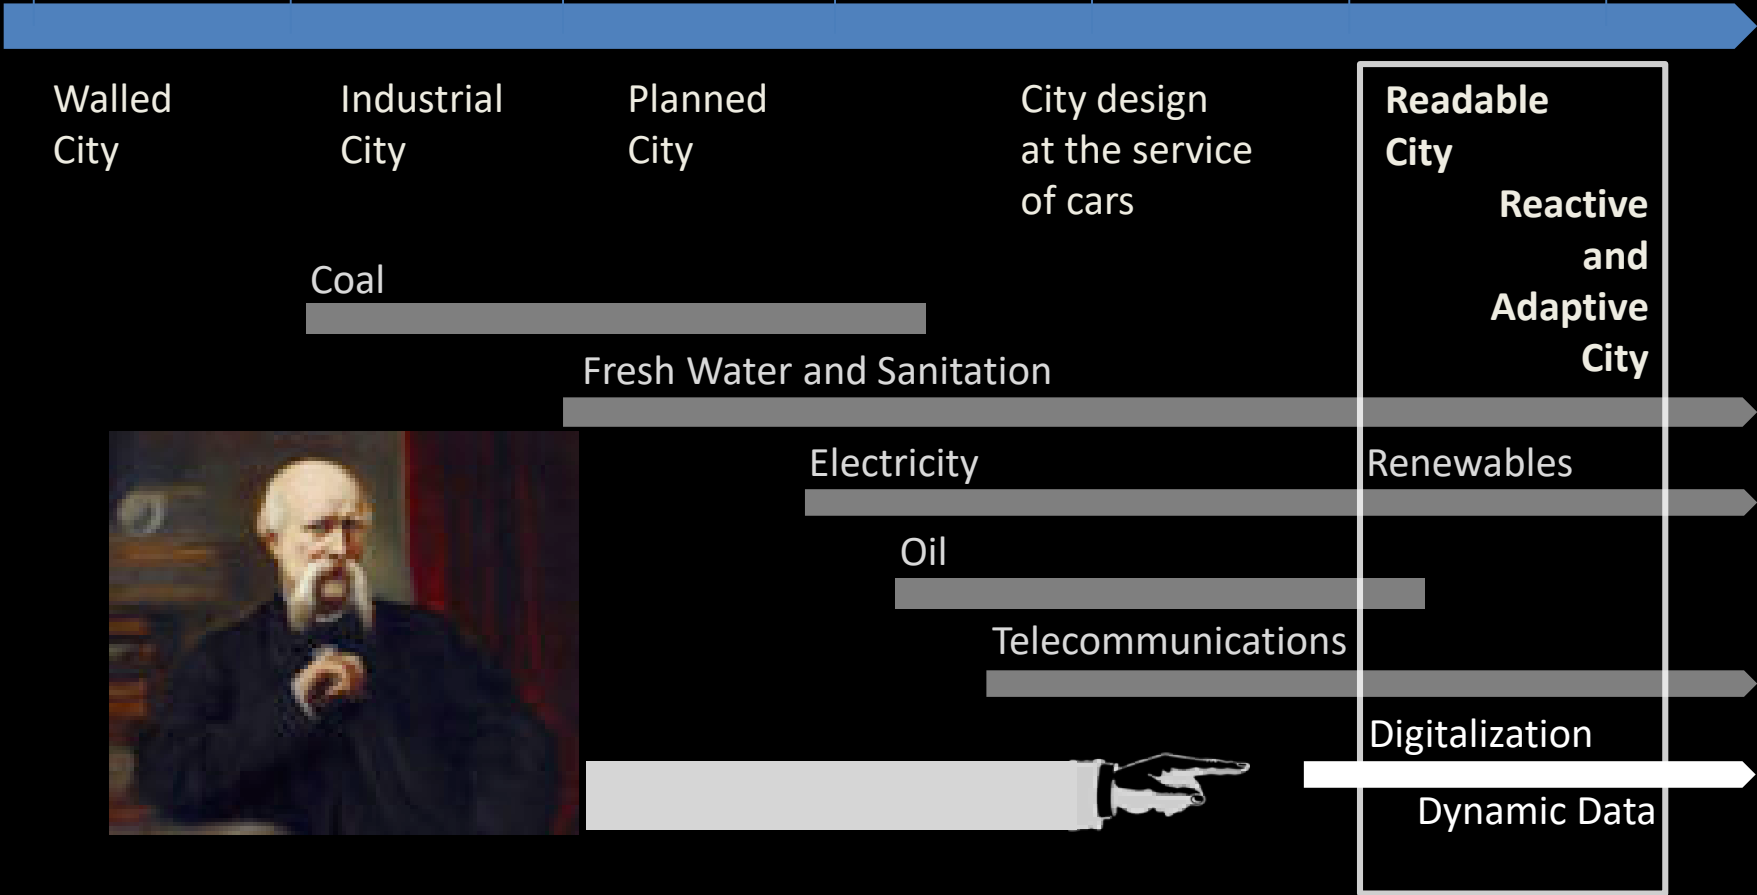 Walled
City
Industrial
City
Planned
City
City design
at the service
of cars
Readable
City
Reactive
and
Adaptive
City
Coal
Fresh Water and Sanitation
Electricity
Renewables
Oil
Telecommunications
Digitalization
Dynamic Data